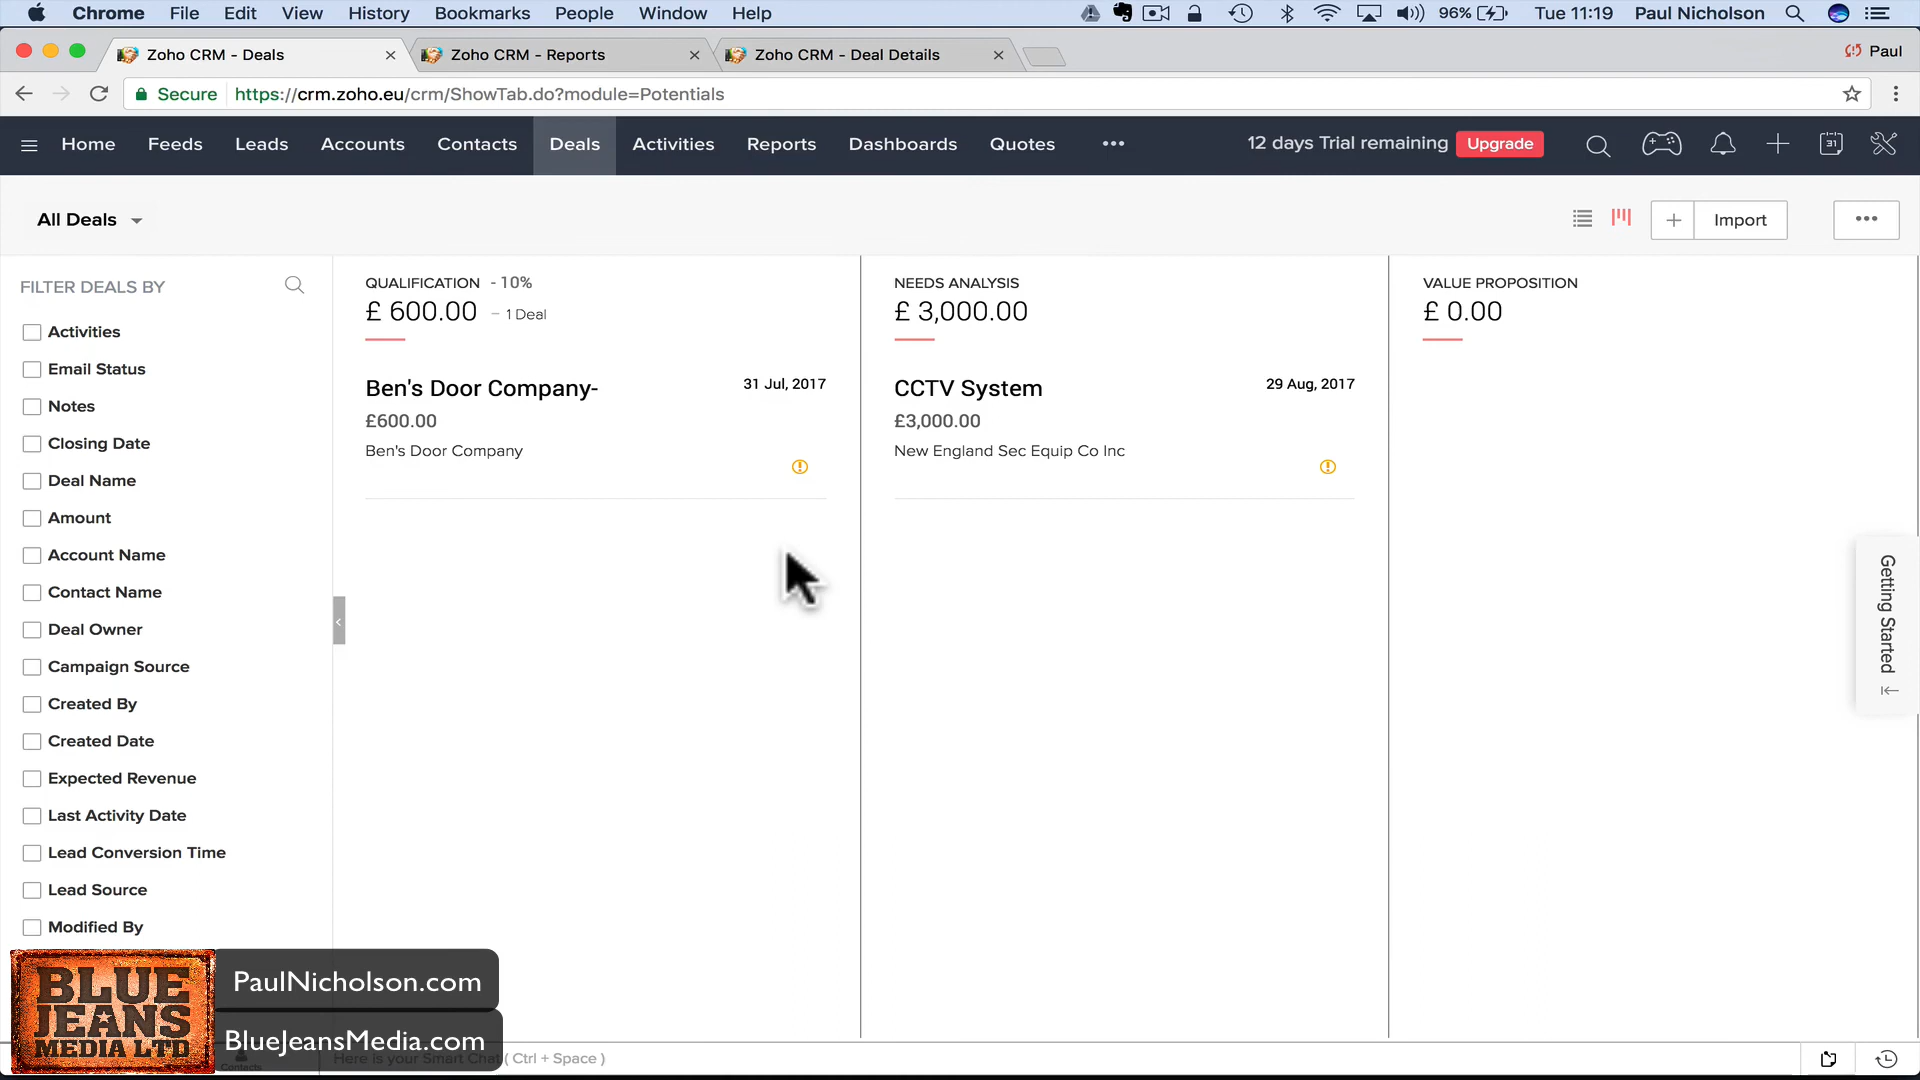 Chrome File Edit View History Bookmarks People Window Help 96% Tue 11:19 Paul Nicholson
Zoho CRM - Deals Zoho CRM - Reports Zoho CRM - Deal Details Paul
Secure https://crm.zoho.eu/crm/ShowTab.do?module=Potentials
Home Feeds Leads Accounts Contacts Deals Activities Reports Dashboards Quotes 12 days Trial remaining Upgrade 31
All Deals Import
FILTER DEALS BY
Activities
Email Status
Notes
Closing Date
Deal Name
Amount
Account Name
Contact Name
Deal Owner
Campaign Source
Created By
Created Date
Expected Revenue
Last Activity Date
Lead Conversion Time
Lead Source
Modified By
QUALIFICATION - 10%
£ 600.00 – 1 Deal
Ben's Door Company- 31 Jul, 2017
£600.00
Ben's Door Company
NEEDS ANALYSIS
£ 3,000.00
CCTV System 29 Aug, 2017
£3,000.00
New England Sec Equip Co Inc
VALUE PROPOSITION
£ 0.00
Getting Started
BLUE
JEANS
MEDIA LTD
PaulNicholson.com
BlueJeansMedia.com
Contacts
Here is your Smart Chat ( Ctrl + Space )